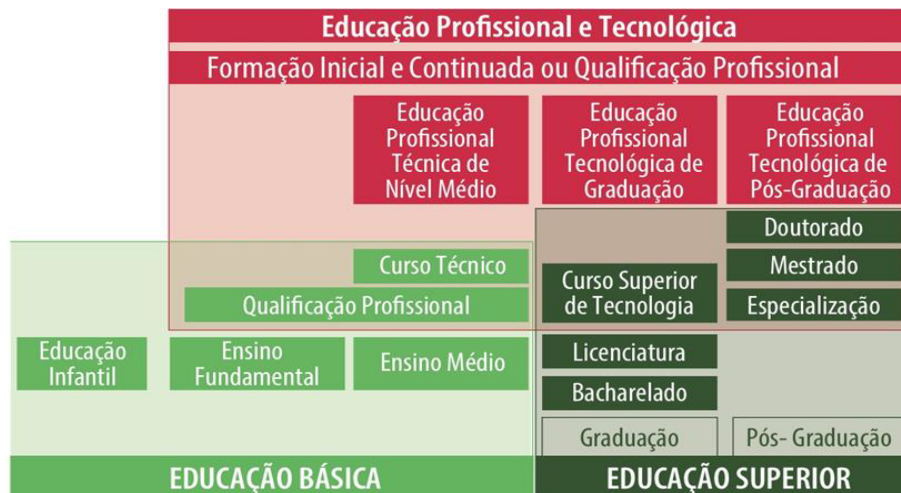 Educação Profissional e Tecnológica
Formação Inicial e Continuada ou Qualificação Profissional
Educação
Profissional
Técnica de
Nível Médio
Educação
Profissional
Tecnológica de
Graduação
Educação
Profissional
Tecnológica de
Pós-Graduação
Doutorado
Curso Técnico
Mestrado
Qualificação Profissional
Curso Superior
de Tecnologia
Especialização
Educação
Infantil
Ensino
Fundamental
Ensino Médio
Licenciatura
Bacharelado
Graduação
Pós- Graduação
EDUCAÇÃO BÁSICA
EDUCAÇÃO SUPERIOR